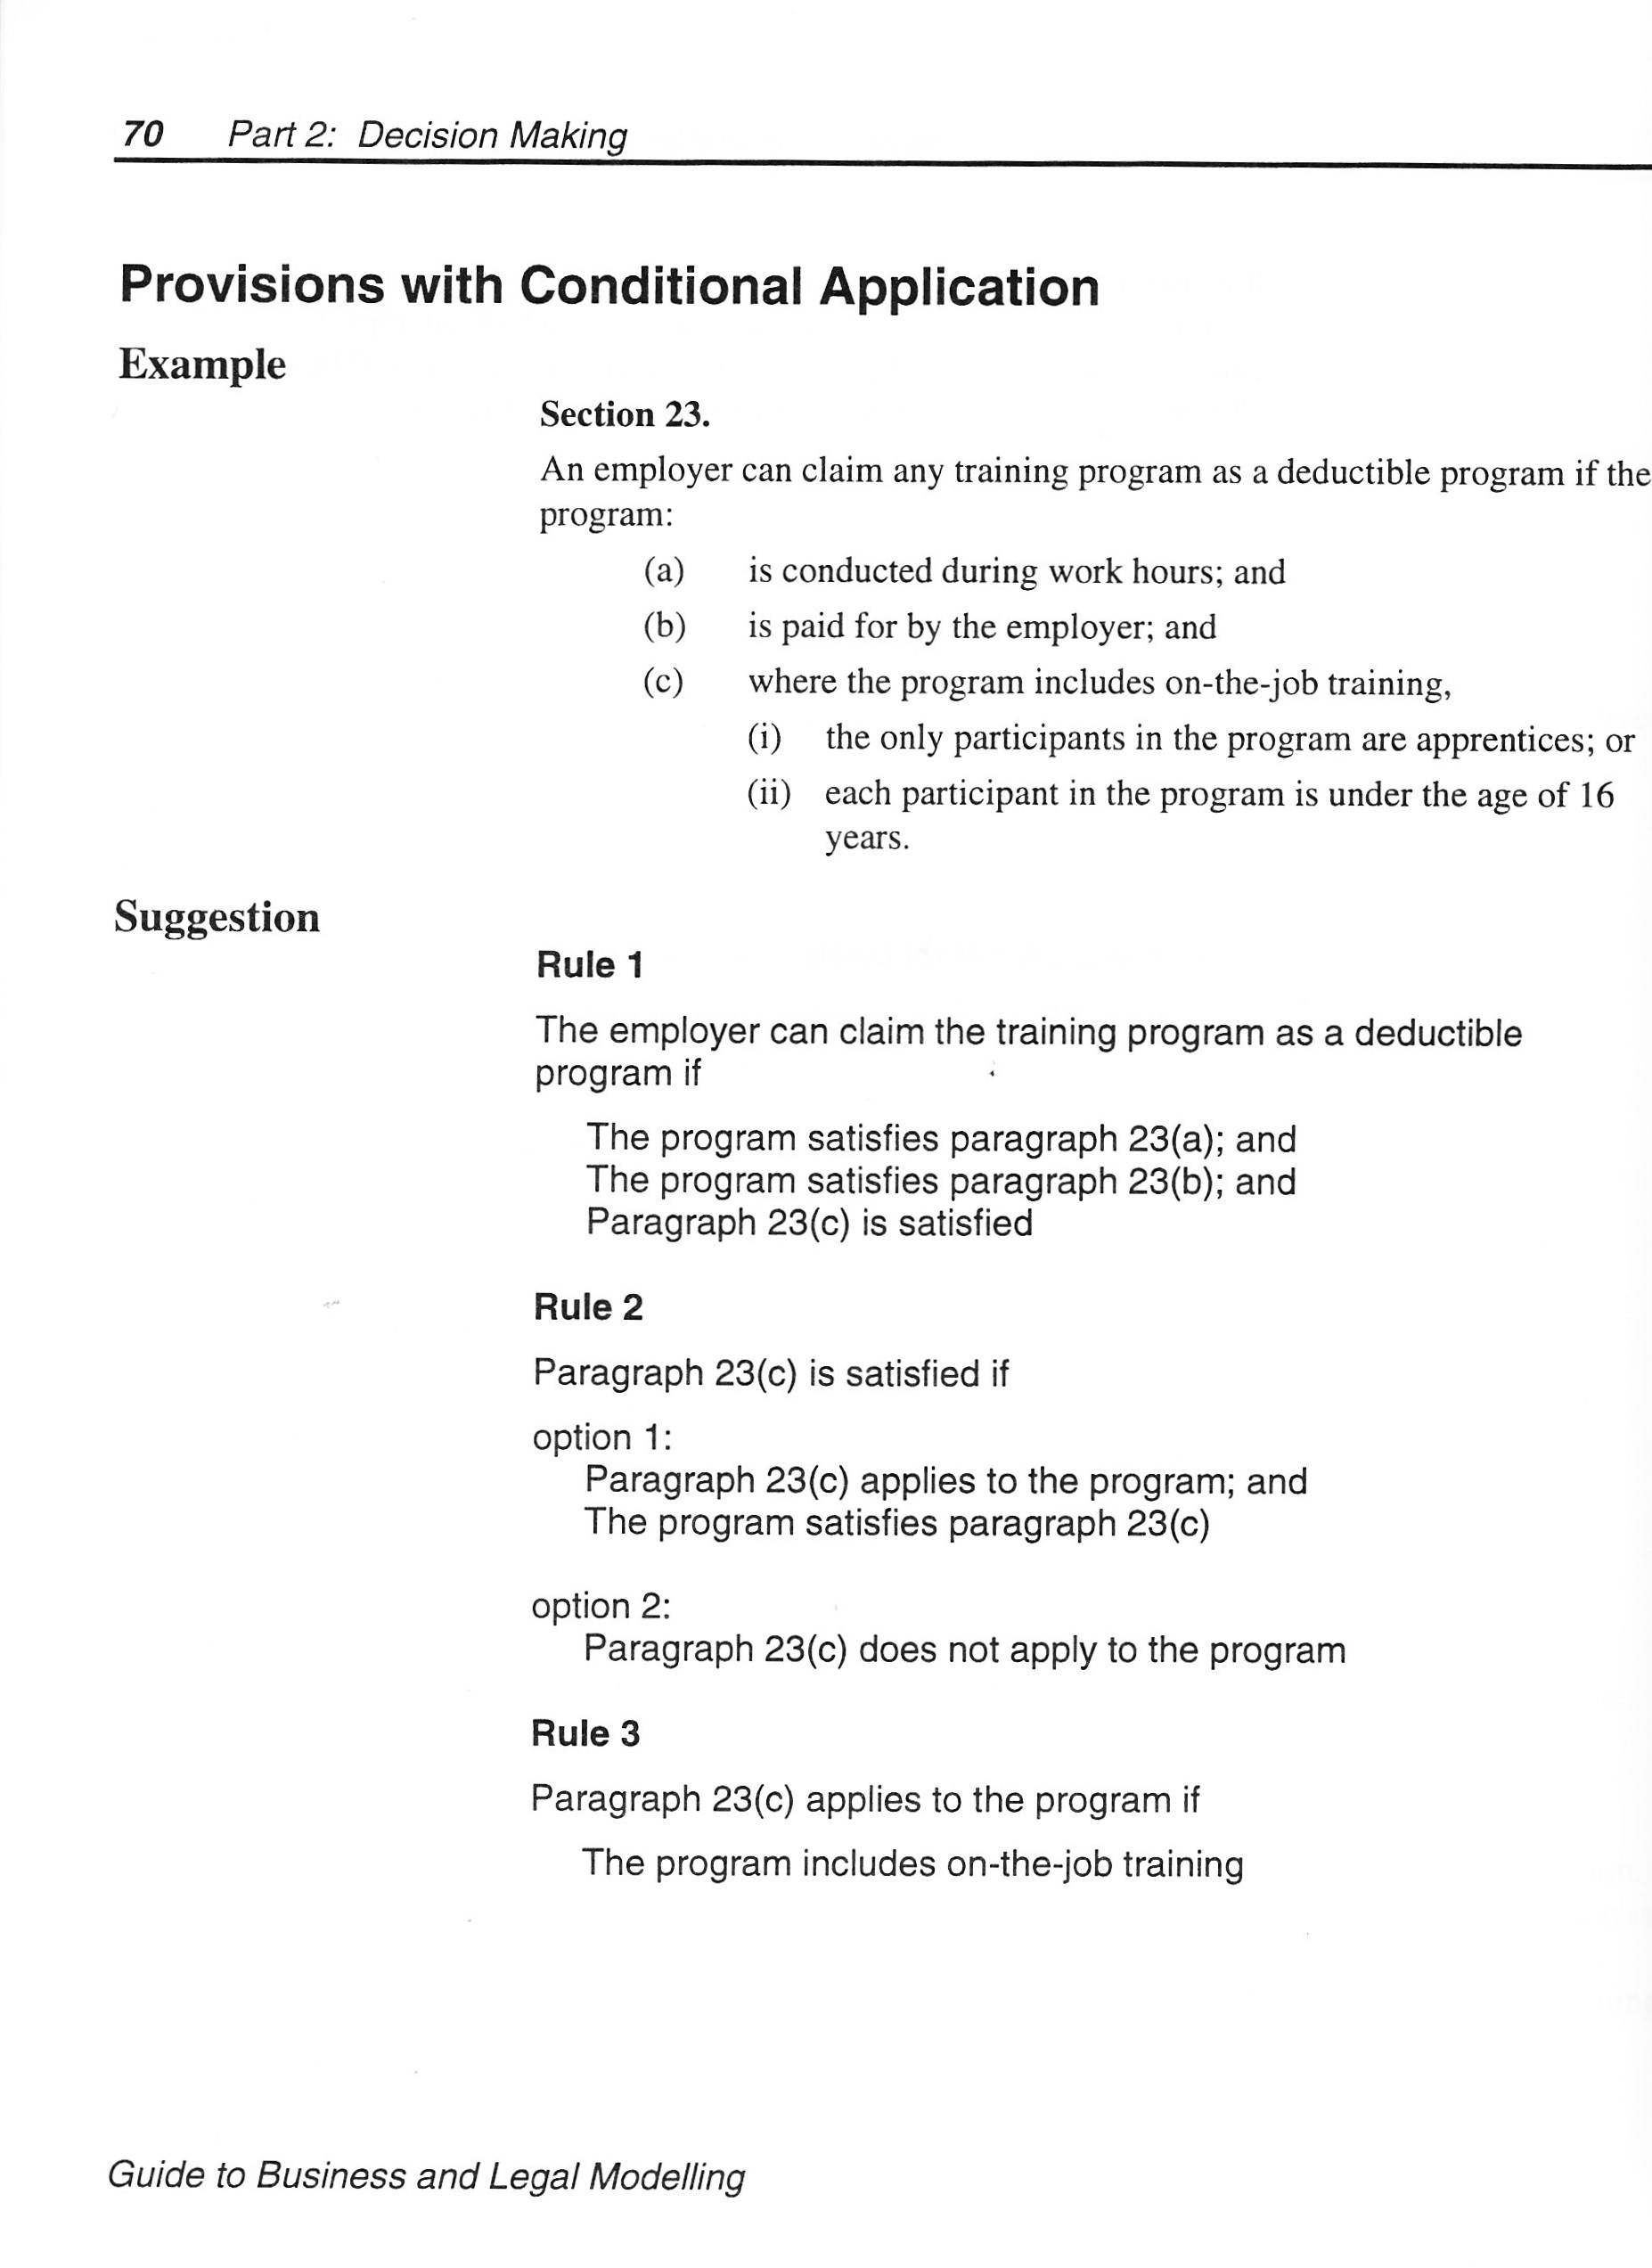 70 Part 2: Decision Making
Provisions with Conditional Application
Example
Section 23.
An employer can claim any training program as a deductible program if the
program:
(a) is conducted during work hours; and
(b) is paid for by the employer; and
(c) where the program includes on-the-job training,
(i) the only participants in the program are apprentices; or
(ii) each participant in the program is under the age of 16
years.
Suggestion
Rule 1
The employer can claim the training program as a deductible
program if
The program satisfies paragraph 23(a); and
The program satisfies paragraph 23(b); and
Paragraph 23(c) is satisfied
Rule 2
Paragraph 23(c) is satisfied if
option 1:
Paragraph 23(c) applies to the program; and
The program satisfies paragraph 23(c)
option 2:
Paragraph 23(c) does not apply to the program
Rule 3
Paragraph 23(c) applies to the program if
The program includes on-the-job training
Guide to Business and Legal Modelling